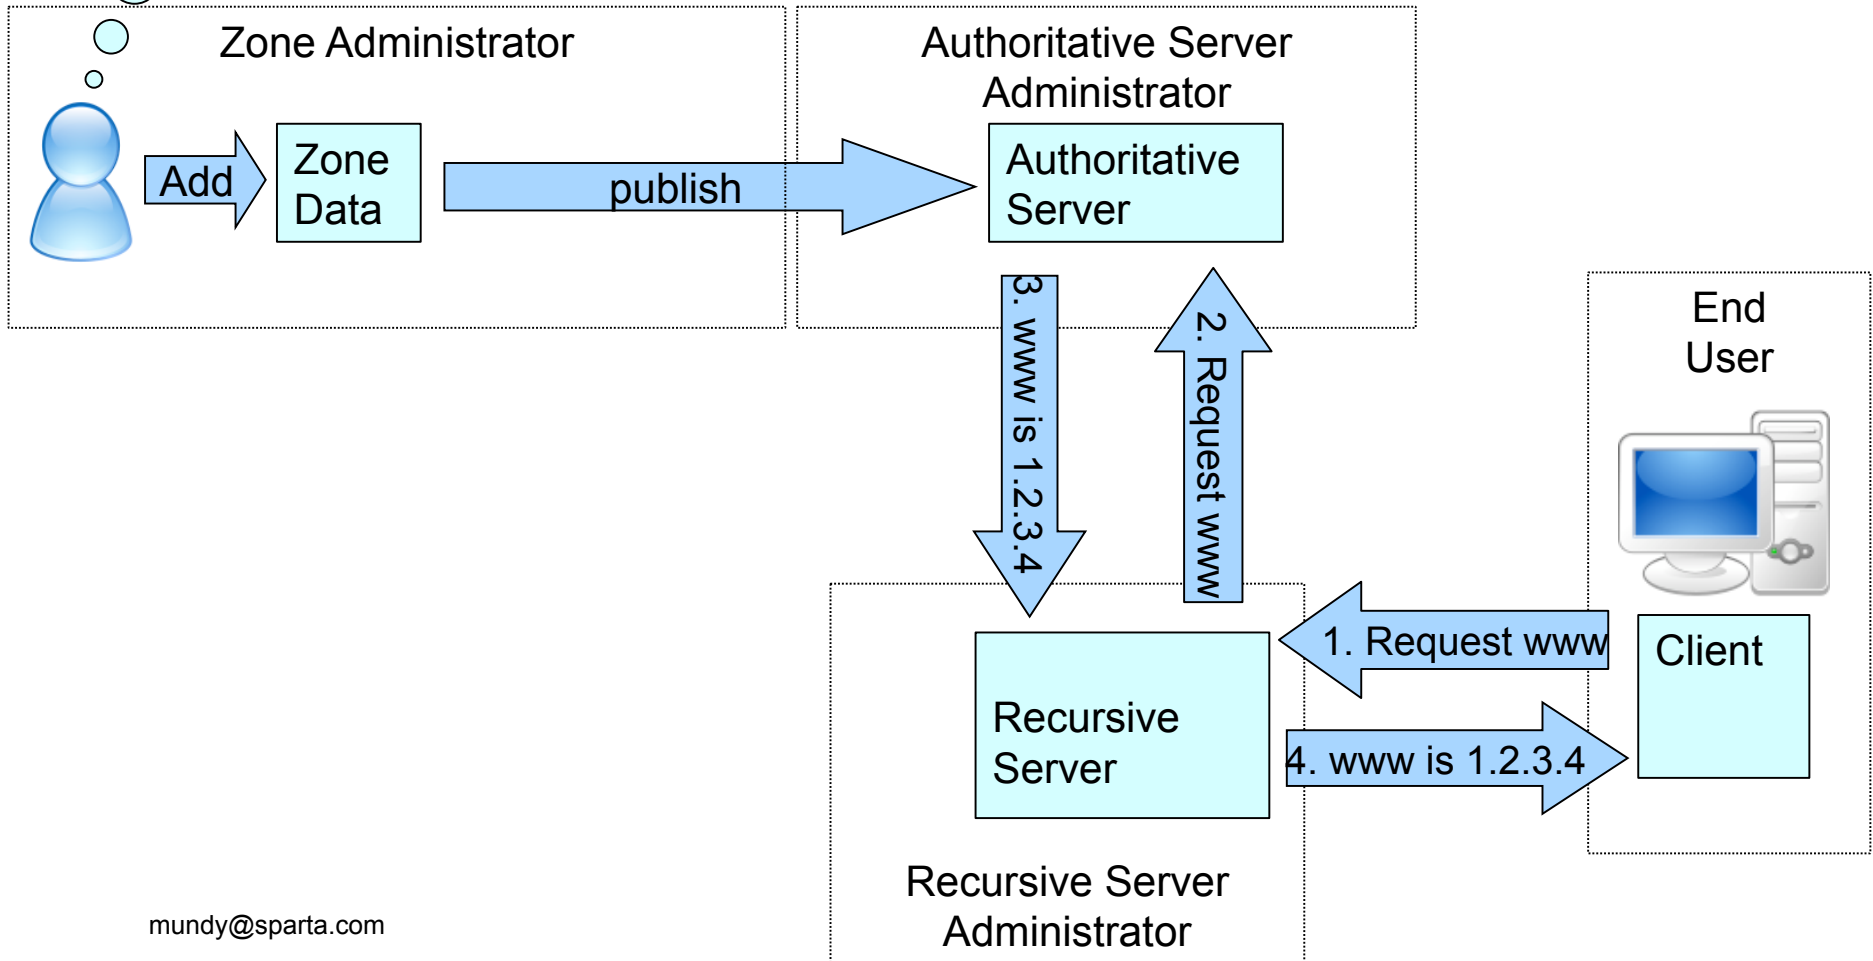 Zone Administrator
Authoritative Server
Administrator
Add
Zone
Data
publish
Authoritative
Server
3. www is 1.2.3.4
2. Request www
End
User
1. Request www
Client
Recursive
Server
4. www is 1.2.3.4
Recursive Server
Administrator
mundy@sparta.com